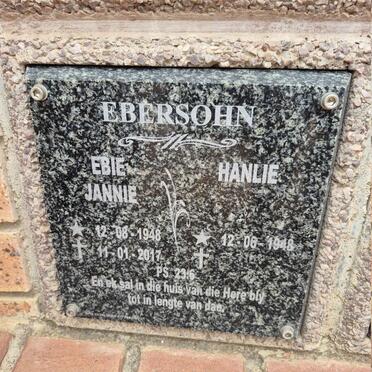 EBERSOHN
EBIE HANLIE
JANNIE
12-06-1948 12-06-1948
11-01-2017
PS 23:6
En ek sal in die huis van die Here bly
tot in lengte van dae.